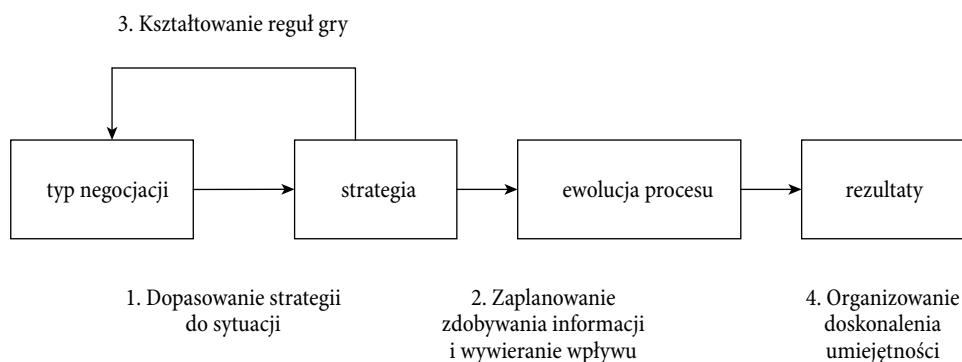 3. Kształtowanie reguł gry
typ negocjacji
strategia
ewolucja procesu
rezultaty
1. Dopasowanie strategii
do sytuacji
2. Zaplanowanie
zdobywania informacji
i wywieranie wpływu
4. Organizowanie
doskonalenia
umiejętności